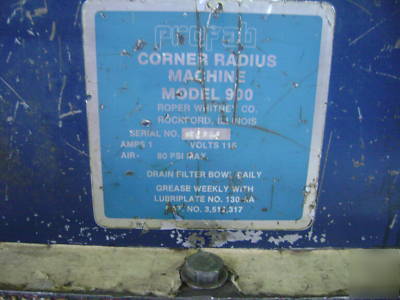 CORNER RADIUS
MACHINE
MODEL 900
ROPER WHITNEY CO.
ROCKFORD, ILLINOIS
SERIAL NO.
AMPS 1 VOLTS 115
AIR- 80 PSI MAX.
DRAIN FILTER BOWL DAILY
GREASE WEEKLY WITH
LUBRIPLATE NO. 130-AA
PAT. NO. 3,512,317